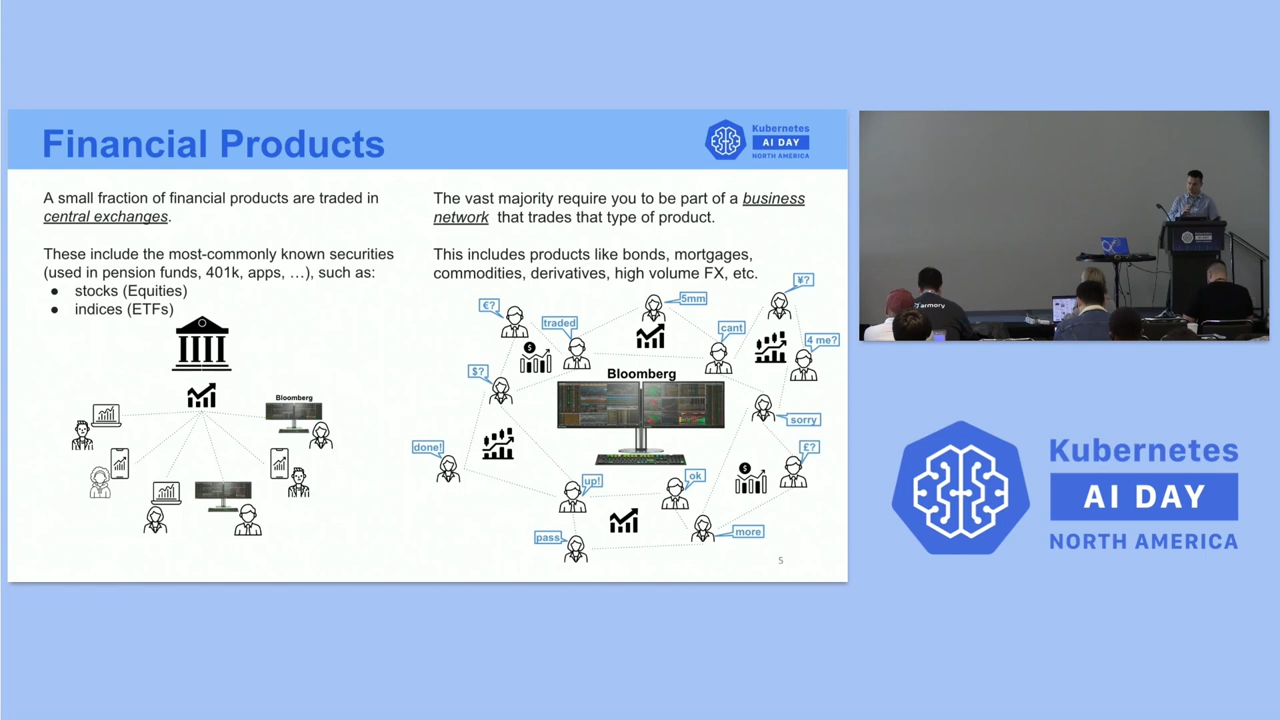 Financial Products
Kubernetes
AI DAY
NORTH AMERICA
A small fraction of financial products are traded in
central exchanges.
These include the most-commonly known securities
(used in pension funds, 401k, apps, …), such as:
● stocks (Equities)
● indices (ETFs)
Bloomberg
The vast majority require you to be part of a business
network that trades that type of product.
This includes products like bonds, mortgages,
commodities, derivatives, high volume FX, etc.
€?
traded
5mm
cant
¥?
4 me?
$?
Bloomberg
sorry
done!
£?
up!
ok
pass
more
5
armory
Kubernetes
AI DAY
Kubernetes
AI DAY
NORTH AMERICA